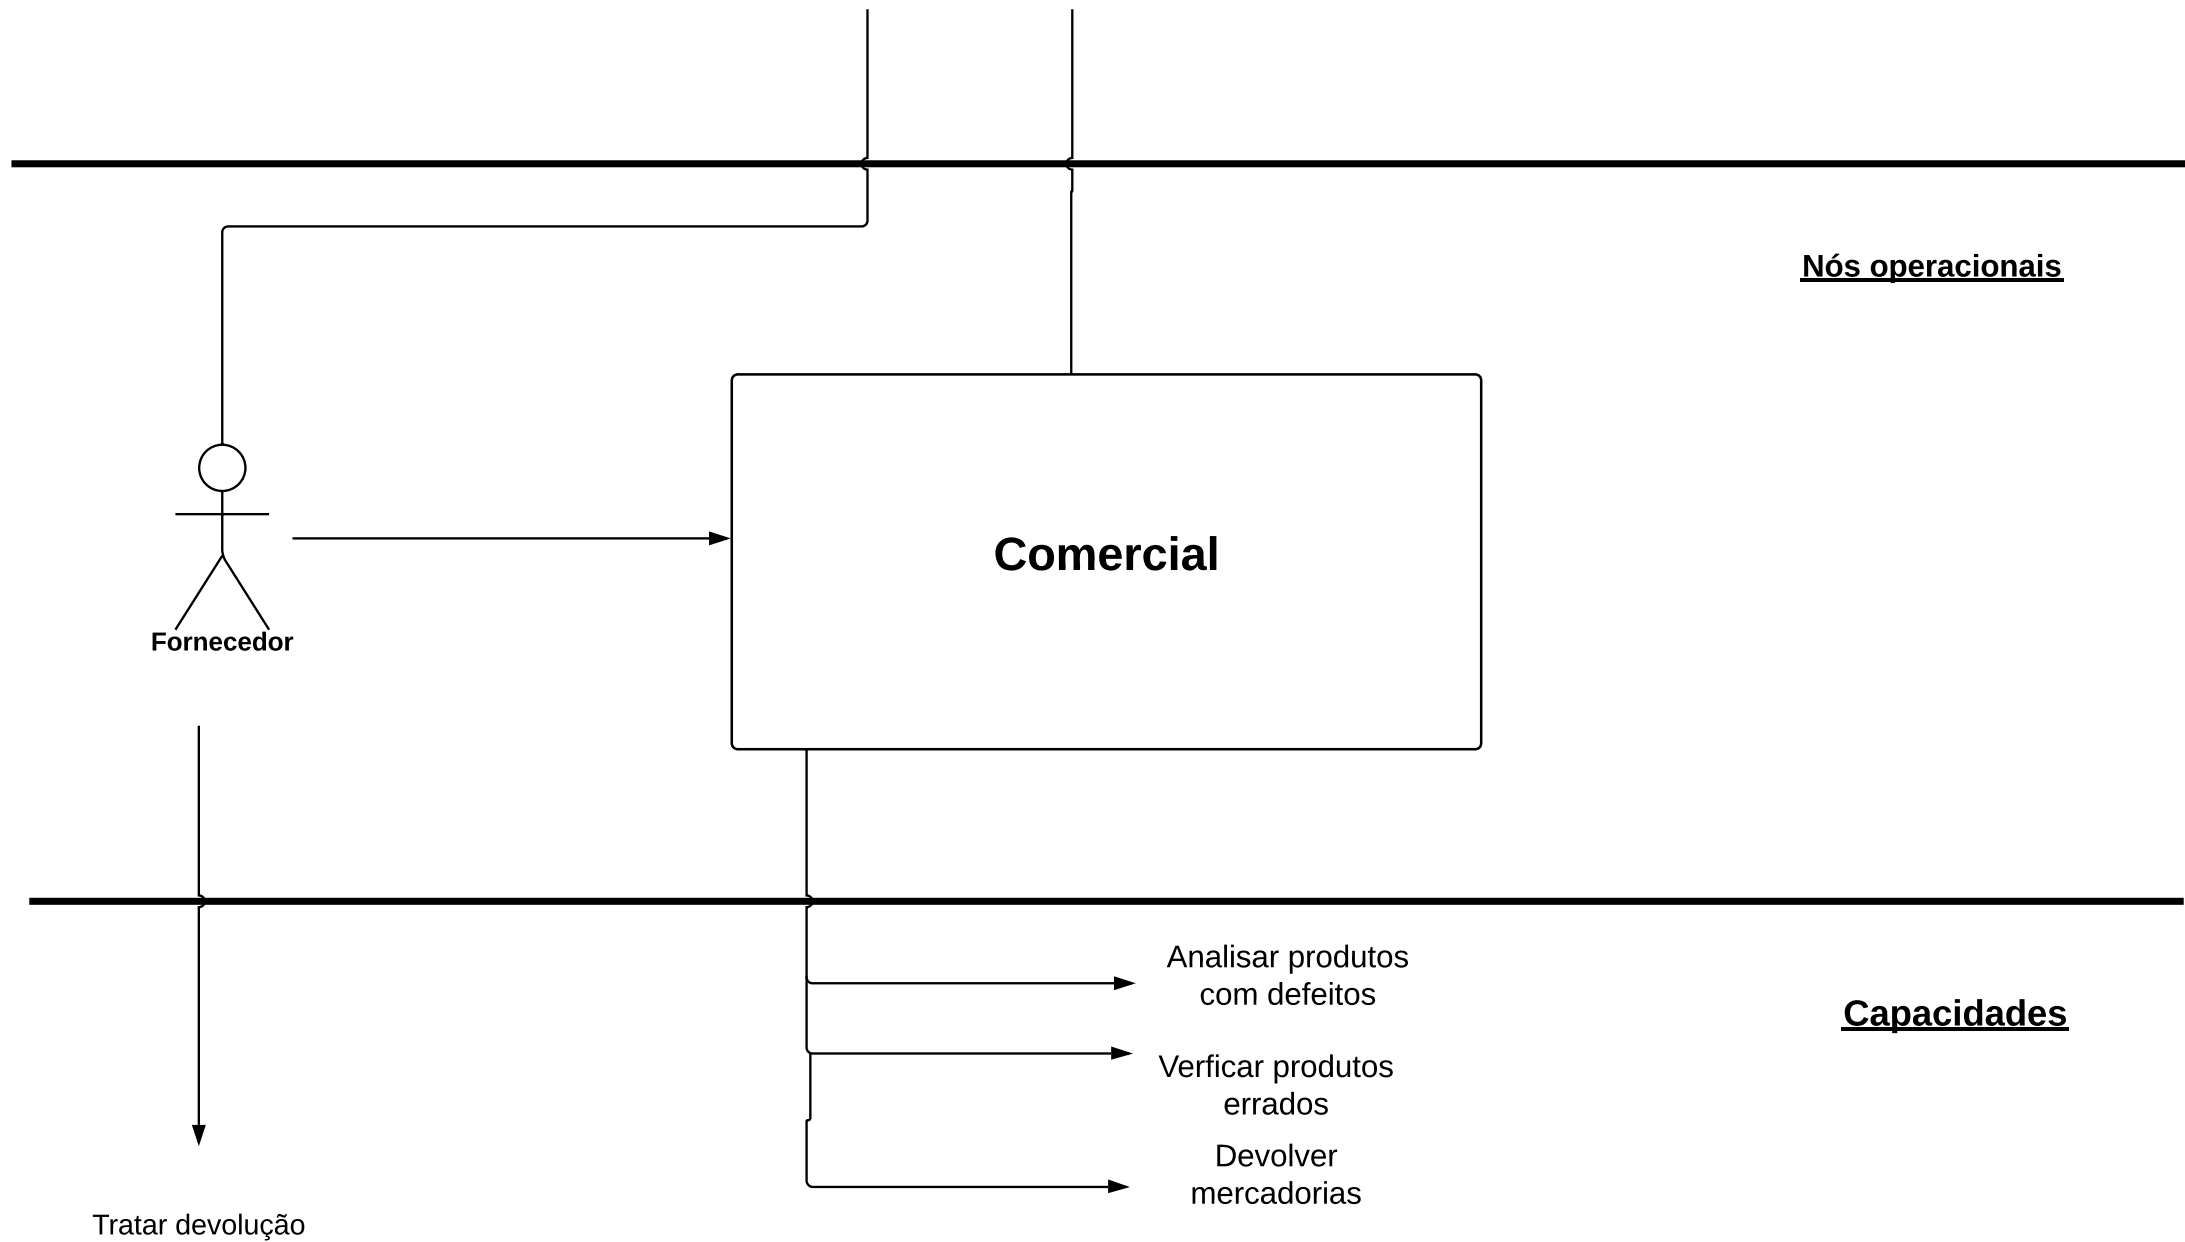 Nós operacionais
Comercial
Fornecedor
Analisar produtos
com defeitos
Capacidades
Verficar produtos
errados
Devolver
mercadorias
Tratar devolução